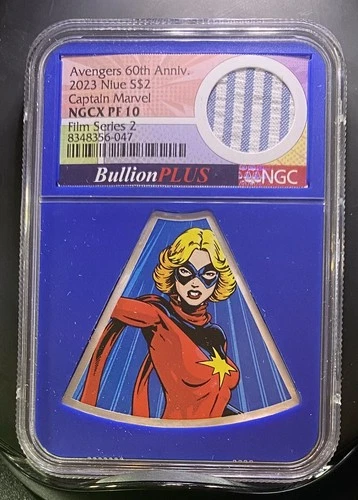 Avengers 60th Anniv.
2023 Niue S$2
Captain Marvel
NGCX PF 10
Film Series 2
8348356-047
BullionPLUS
NGC